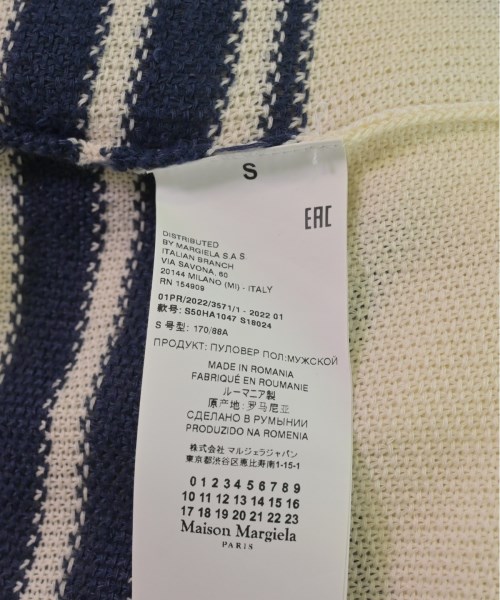 S
EAC
DISTRIBUTED
BY MARGIELA S.A.S.
ITALIAN BRANCH
VIA SAVONA, 60
20144 MILANO (MI) - ITALY
RN 154909
01PR/2022/3571/1 - 2022 01
款号: S50HA1047 S18024
S 号型: 170/88A
ПРОДУКТ: ПУЛОВЕР ПОЛ:МУЖСКОЙ
MADE IN ROMANIA
FABRIQUÉ EN ROUMANIE
ルーマニア製
原产地:罗马尼亚
СДЕЛАНО В РУМЫНИИ
PRODUZIDO NA ROMENIA
株式会社 マルジェラジャパン
東京都渋谷区恵比寿南1-15-1
0 1 2 3 4 5 6 7 8 9
10 11 12 13 14 15 16
17 18 19 20 21 22 23
Maison Margiela
PARIS